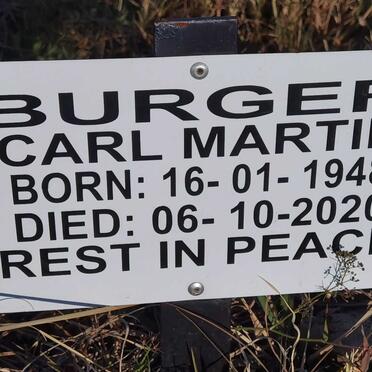 BURGER
CARL MARTIN
BORN: 16-01-1948
DIED: 06-10-2020
REST IN PEACE